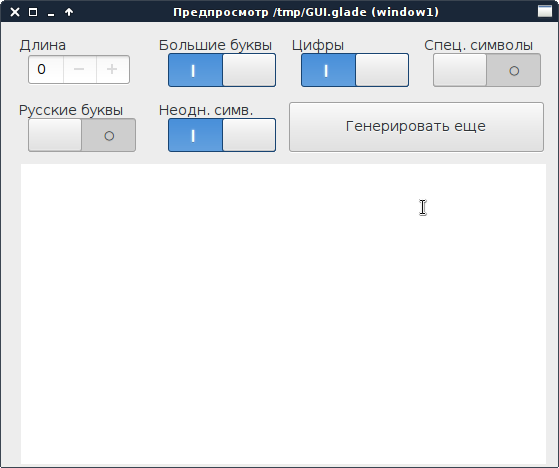 Предпросмотр /tmp/GUI.glade (window1)
Длина
Большие буквы
Цифры
Спец. символы
0
Русские буквы
Неодн. симв.
Генерировать еще